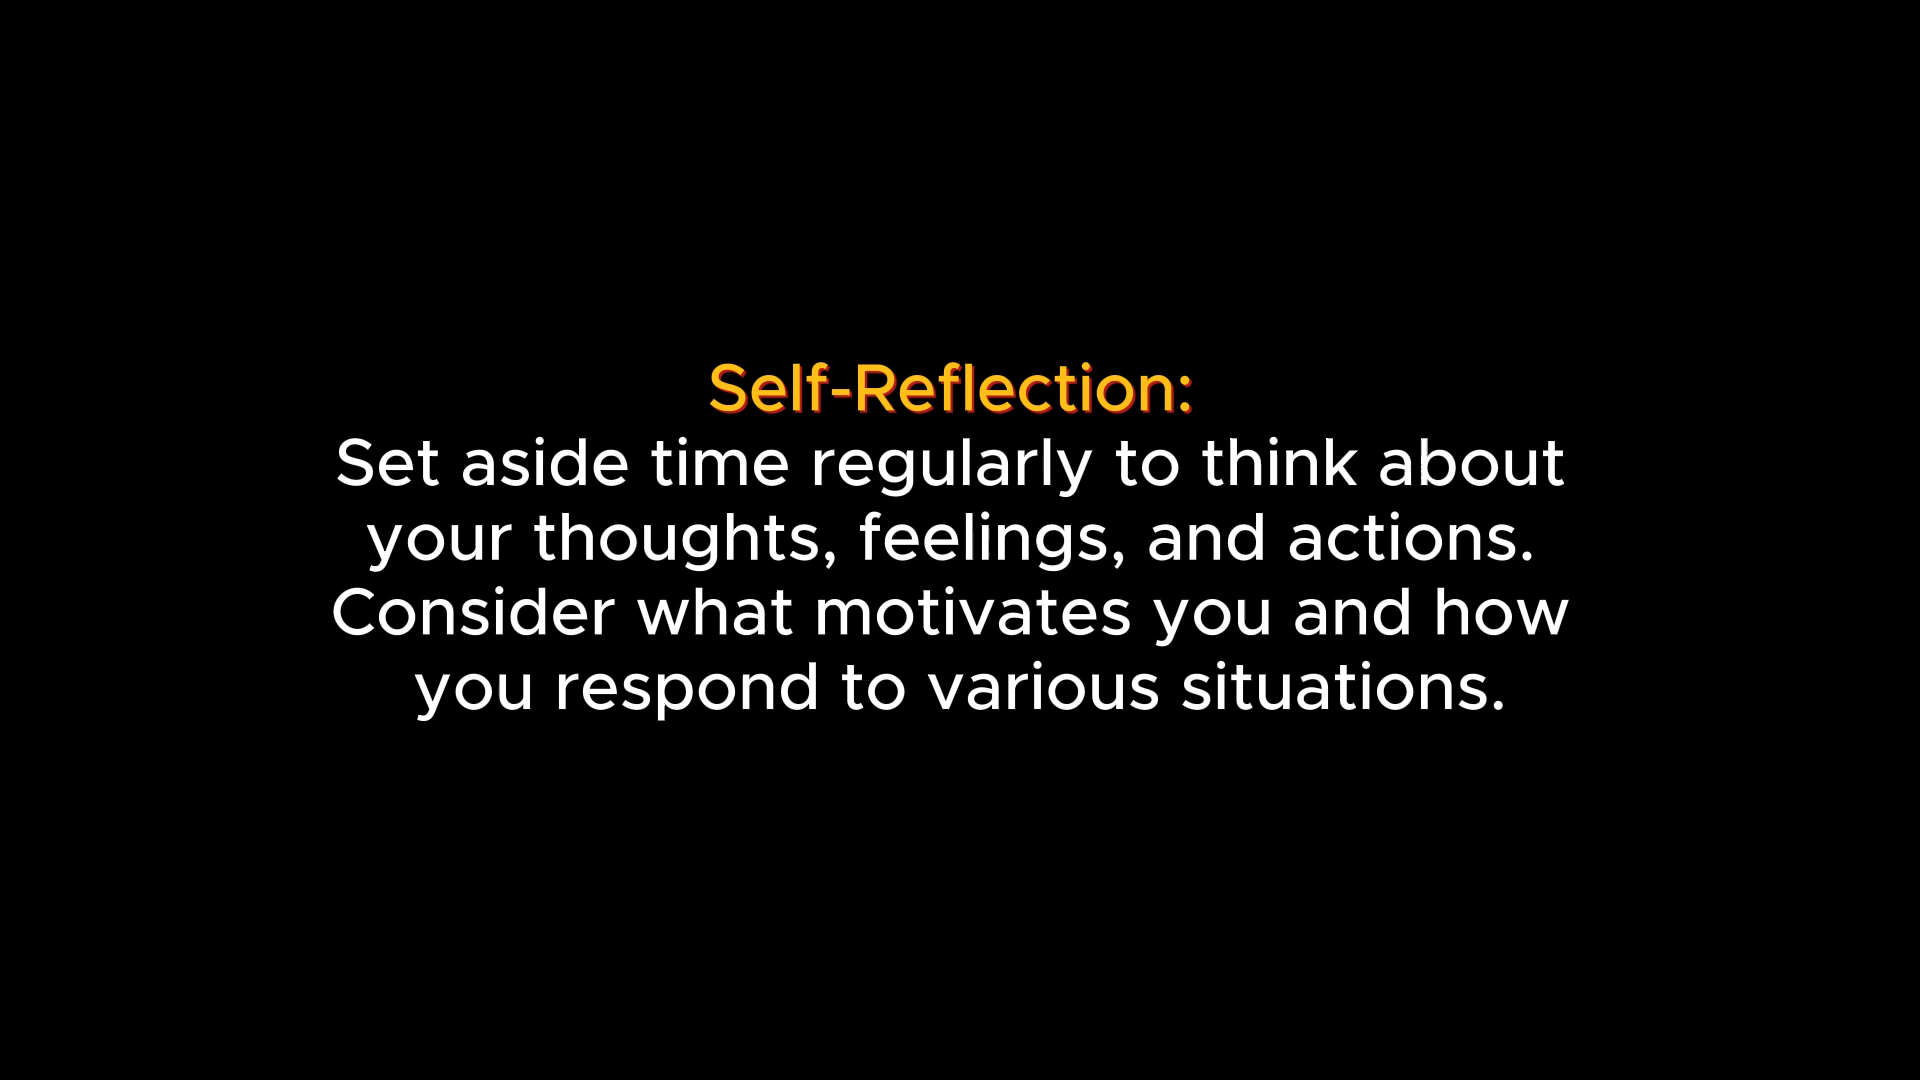 Self-Reflection:
Set aside time regularly to think about
your thoughts, feelings, and actions.
Consider what motivates you and how
you respond to various situations.